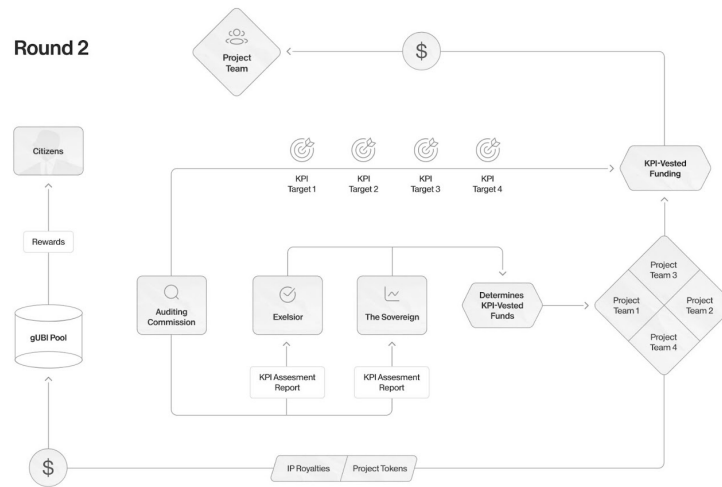 Round 2
Project
Team
$
Citizens
KPI
Target 1
KPI
Target 2
KPI
Target 3
KPI
Target 4
KPI-Vested
Funding
Rewards
gUBI Pool
Auditing
Commission
Exelsior
The Sovereign
Determines
KPI-Vested
Funds
Project
Team 3
Project
Team 1
Project
Team 2
Project
Team 4
KPI Assesment
Report
KPI Assesment
Report
$
IP Royalties
Project Tokens